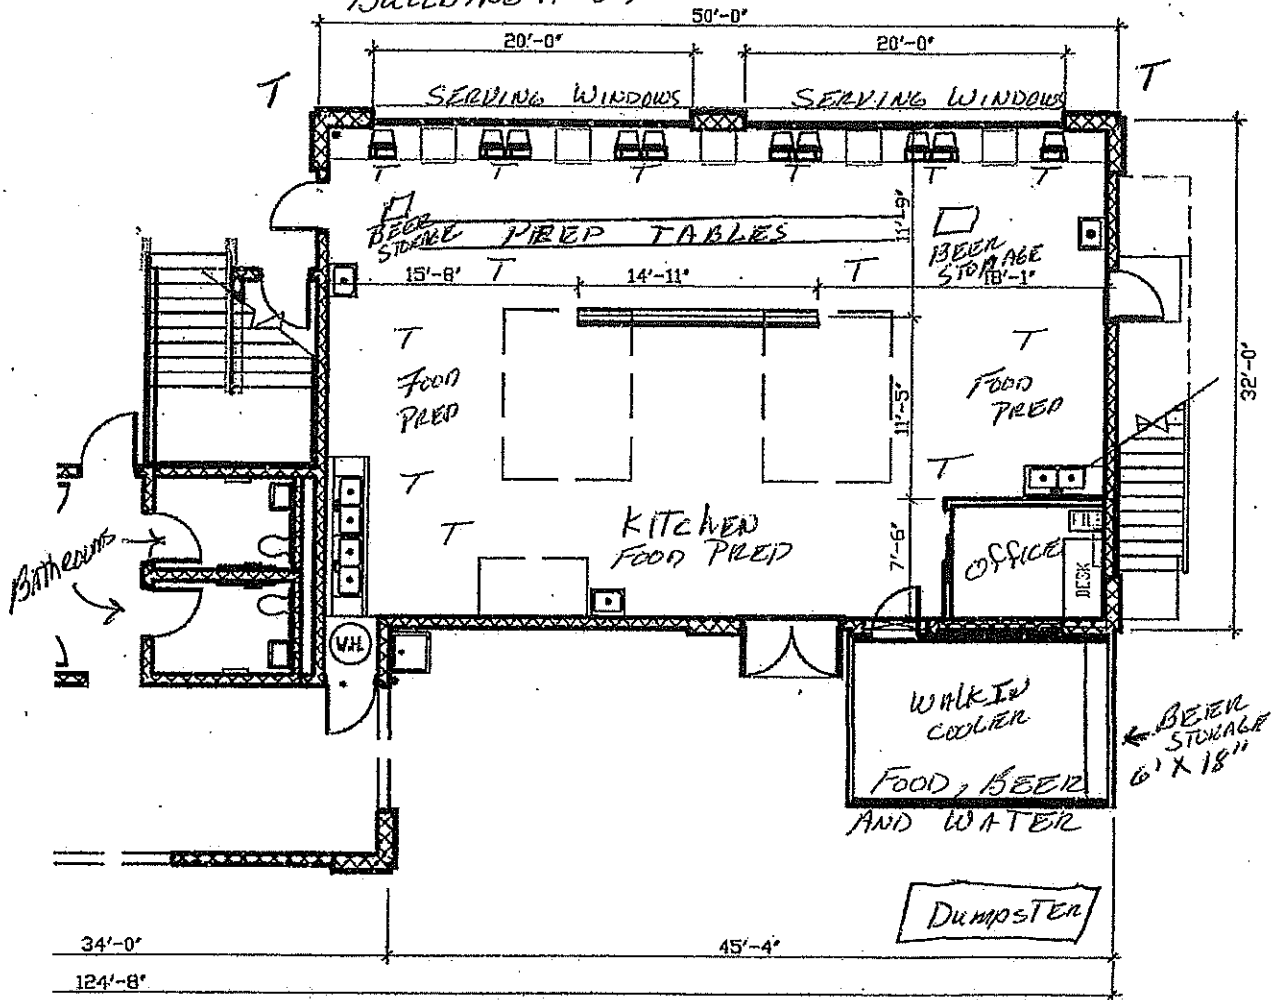 BUILDING
50'-0"
20'-0"
20'-0"
T
T
SERVING WINDOWS
SERVING WINDOWS
T
T
T
T
T
T
BEER
STORAGE
PREP TABLES
BEER
STORAGE
11'-9"
T
T
15'-8"
14'-11"
18'-1"
T
T
FOOD
PREP
FOOD
PREP
11'-5"
32'-0"
T
T
T
KITCHEN
FOOD PREP
7'-6"
OFFICE
FILE
DESK
Bathrooms
W.H.
WALK IN
COOLER
FOOD, BEER
AND WATER
BEER
STORAGE
6' X 18"
DUMPSTER
34'-0"
45'-4"
124'-8"